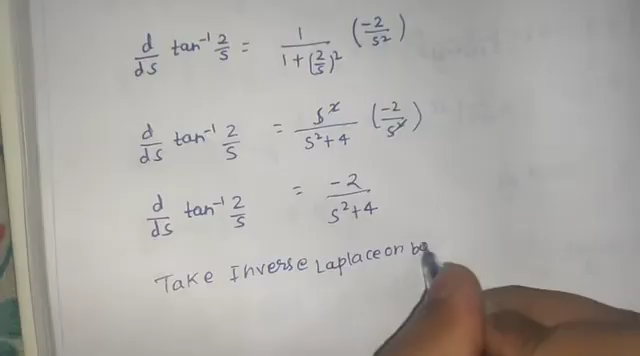 d/ds tan⁻¹ 2/s = 1/(1+(2/s)²) (-2/s²)
d/ds tan⁻¹ 2/s = s²/(s²+4) (-2/s²)
d/ds tan⁻¹ 2/s = -2/(s²+4)
Take Inverse Laplace on